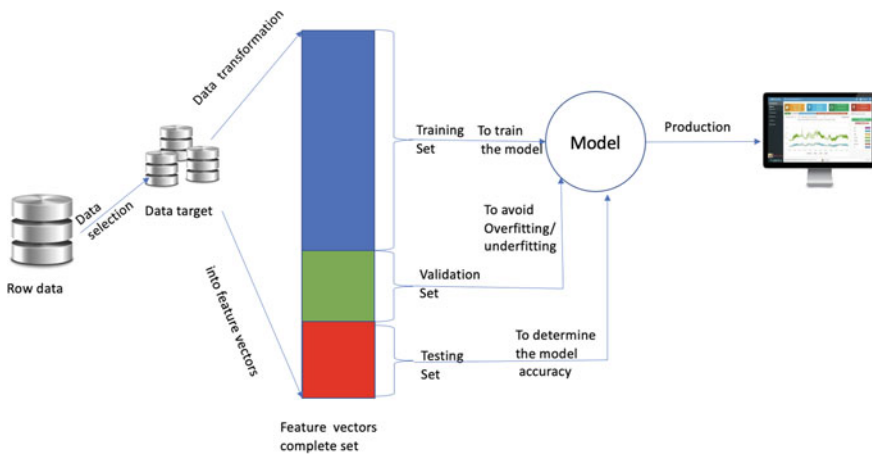 Row data
Data
selection
Data target
Data transformation
into feature vectors
Feature vectors
complete set
Training
Set
To train
the model
Validation
Set
To avoid
Overfitting/
underfitting
Testing
Set
To determine
the model
accuracy
Model
Production